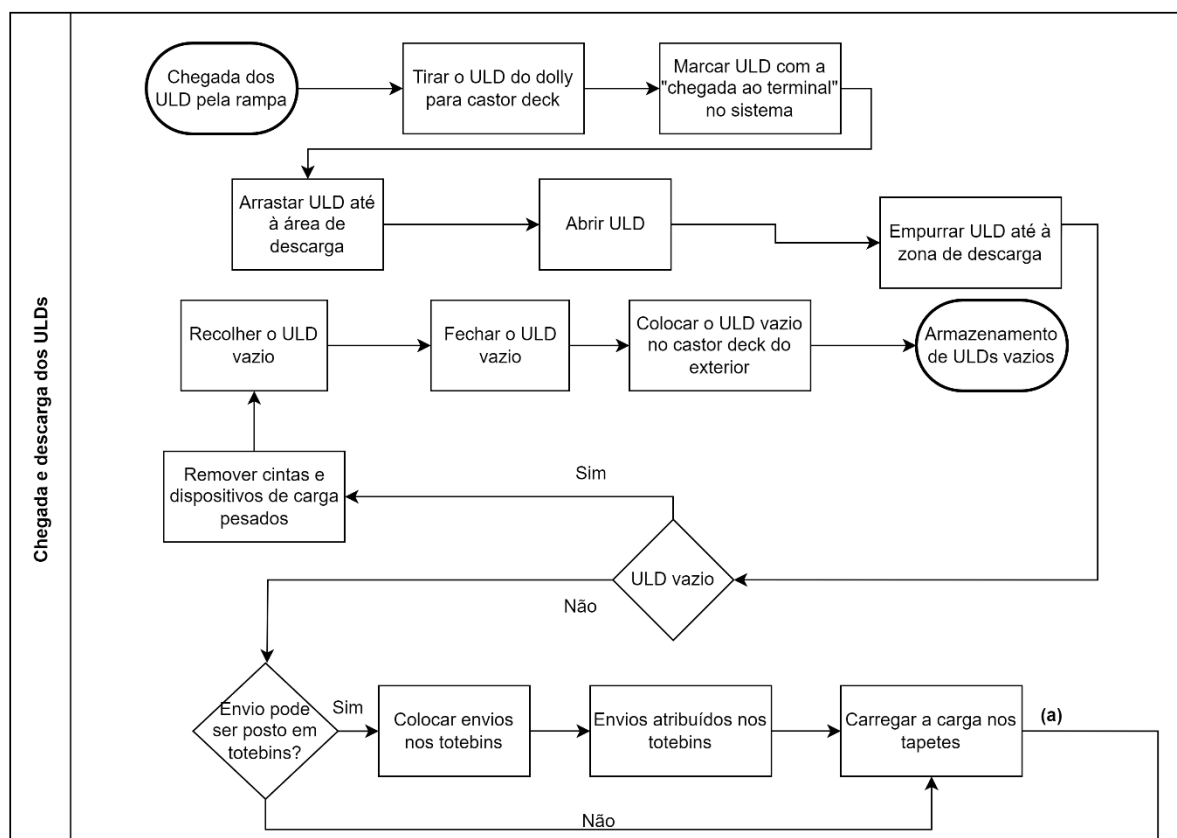 Chegada e descarga dos ULDs
Chegada dos
ULD pela rampa
Tirar o ULD do dolly
para castor deck
Marcar ULD com a
"chegada ao terminal"
no sistema
Arrastar ULD até
à área de
descarga
Abrir ULD
Empurrar ULD até à
zona de descarga
Recolher o ULD
vazio
Fechar o ULD
vazio
Colocar o ULD vazio
no castor deck do
exterior
Armazenamento
de ULDs vazios
Remover cintas e
dispositivos de carga
pesados
Sim
ULD vazio
Não
Envio pode
ser posto em
totebins?
Sim
Colocar envios
nos totebins
Envios atribuídos nos
totebins
Carregar a carga nos
tapetes
(a)
Não